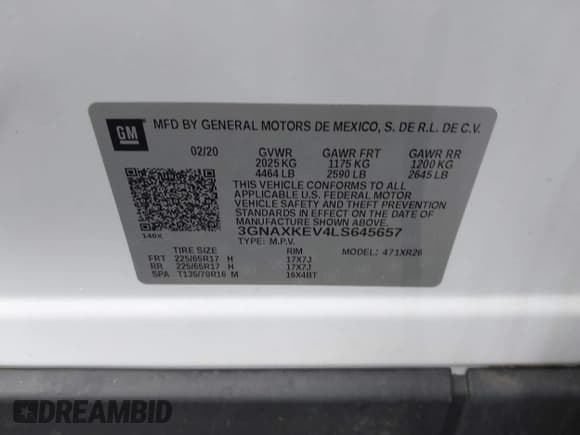 GM
MFD BY GENERAL MOTORS DE MEXICO, S. DE R.L. DE C.V.
02/20 GVWR GAWR FRT GAWR RR
2025 KG 1175 KG 1200 KG
4464 LB 2590 LB 2645 LB
THIS VEHICLE CONFORMS TO ALL
APPLICABLE U.S. FEDERAL MOTOR
VEHICLE SAFETY AND THEFT
PREVENTION STANDARDS IN
EFFECT ON THE DATE OF
MANUFACTURE SHOWN ABOVE.
3GNAXKEV4LS645657
140X TYPE: M.P.V. MODEL: 471XR26
TIRE SIZE RIM
FRT 225/65R17 H 17X7J
RR 225/65R17 H 17X7J
SPA T135/70R16 M 16X4BT
DREAMBID